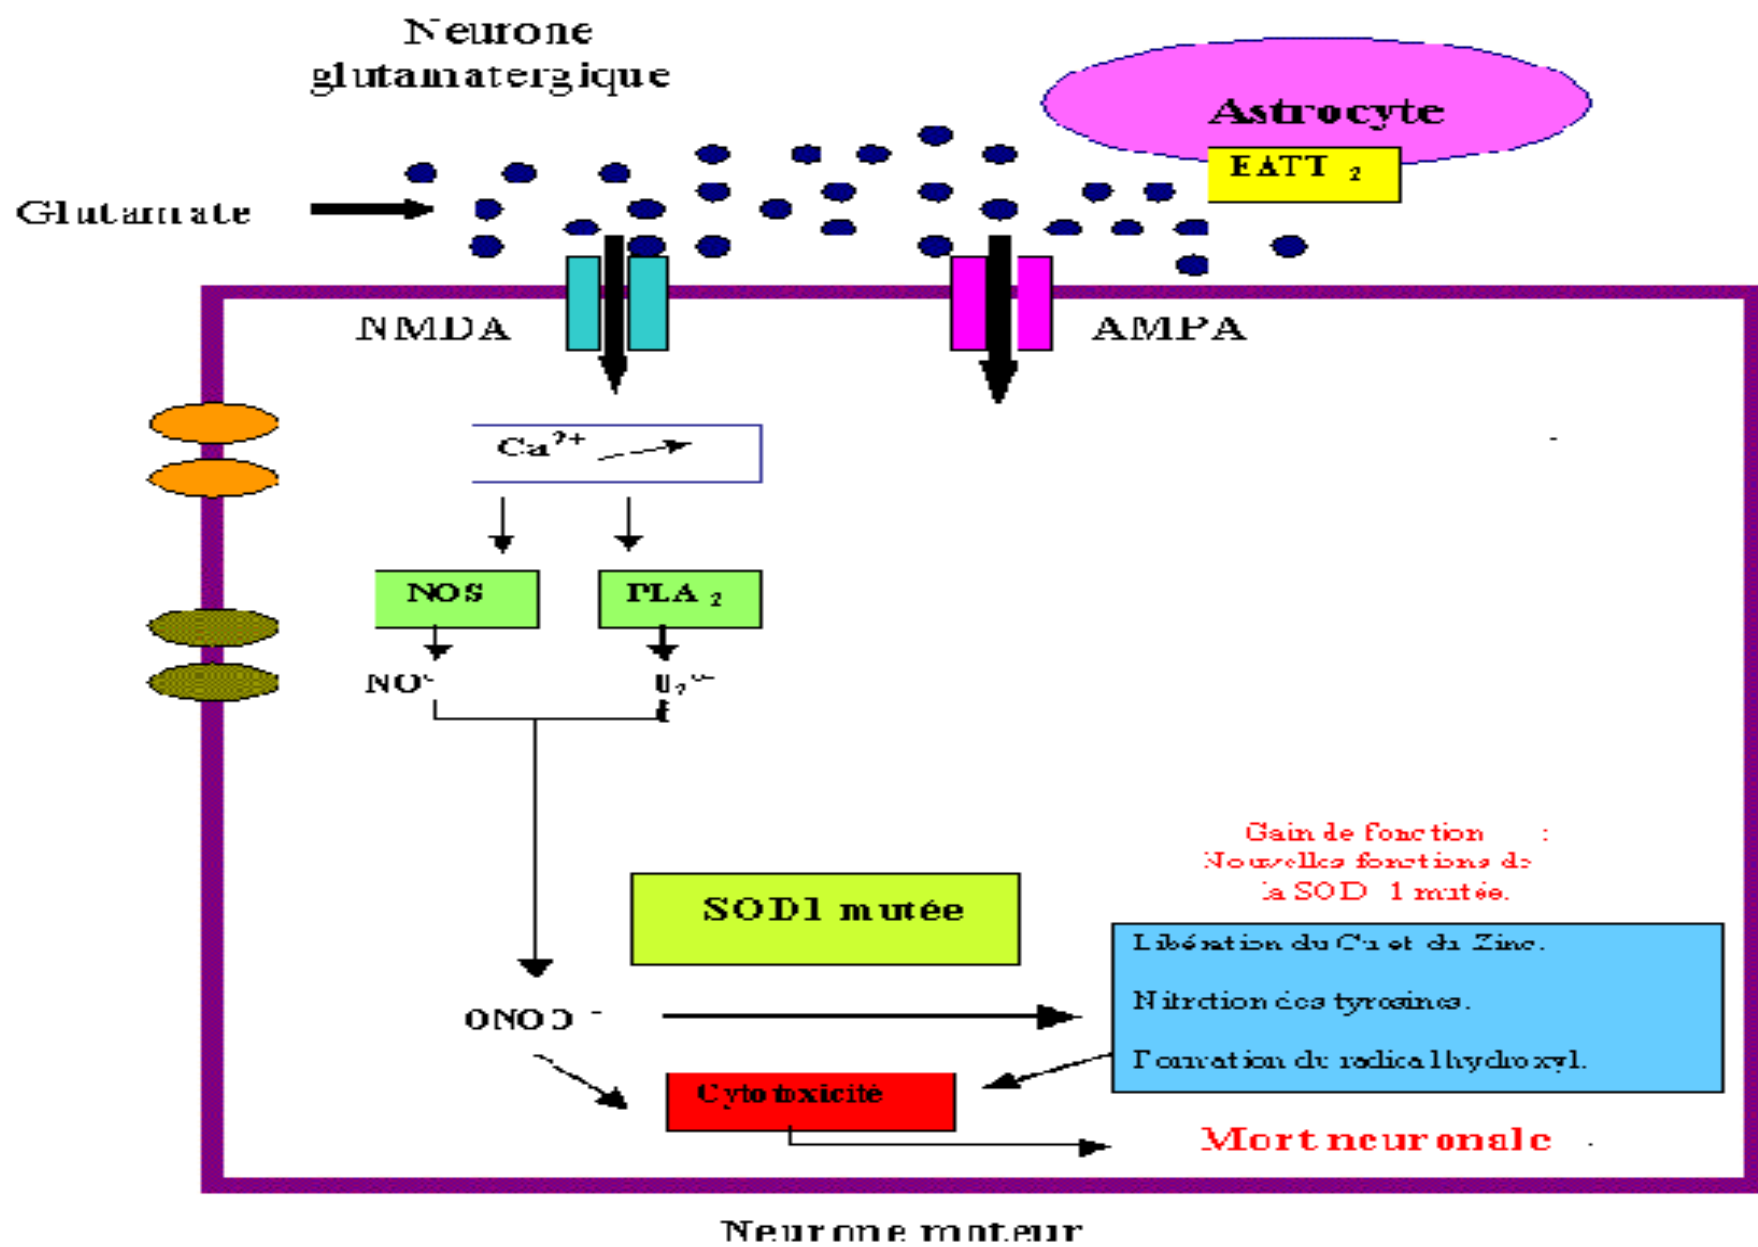 Neurone
glutamatergique
Astrocyte
EATT 2
Glutamate
NMDA
AMPA
Ca2+
NOS
PLA 2
NO°
Gain de fonction :
Nouvelles fonctions de
la SOD 1 mutée.
SOD1 mutée
Libération du Cu et du Zinc.
Nitrction des tyrosines.
ONOO -
Formation du radical hydroxyl.
Cytotoxicité
Mort neuronale .
Neurone moteur